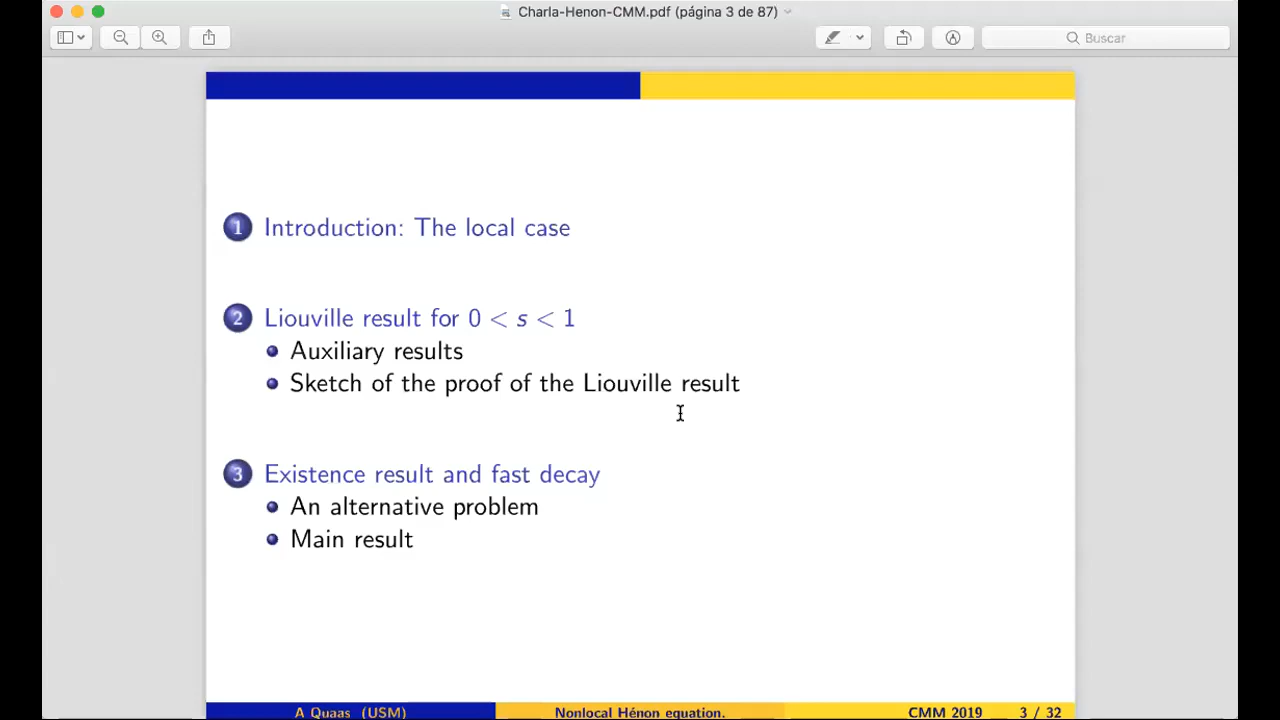 Charla-Henon-CMM.pdf (página 3 de 87)
Buscar
1 Introduction: The local case
2 Liouville result for 0 < s < 1
Auxiliary results
Sketch of the proof of the Liouville result
3 Existence result and fast decay
An alternative problem
Main result
A Quaas (USM) Nonlocal Hénon equation. CMM 2019 3 / 32